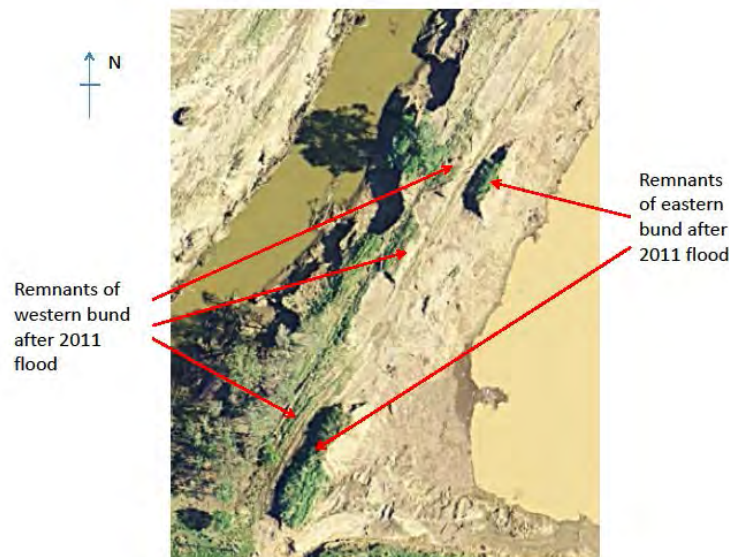 N
Remnants
of eastern
bund after
2011 flood
Remnants of
western bund
after 2011
flood